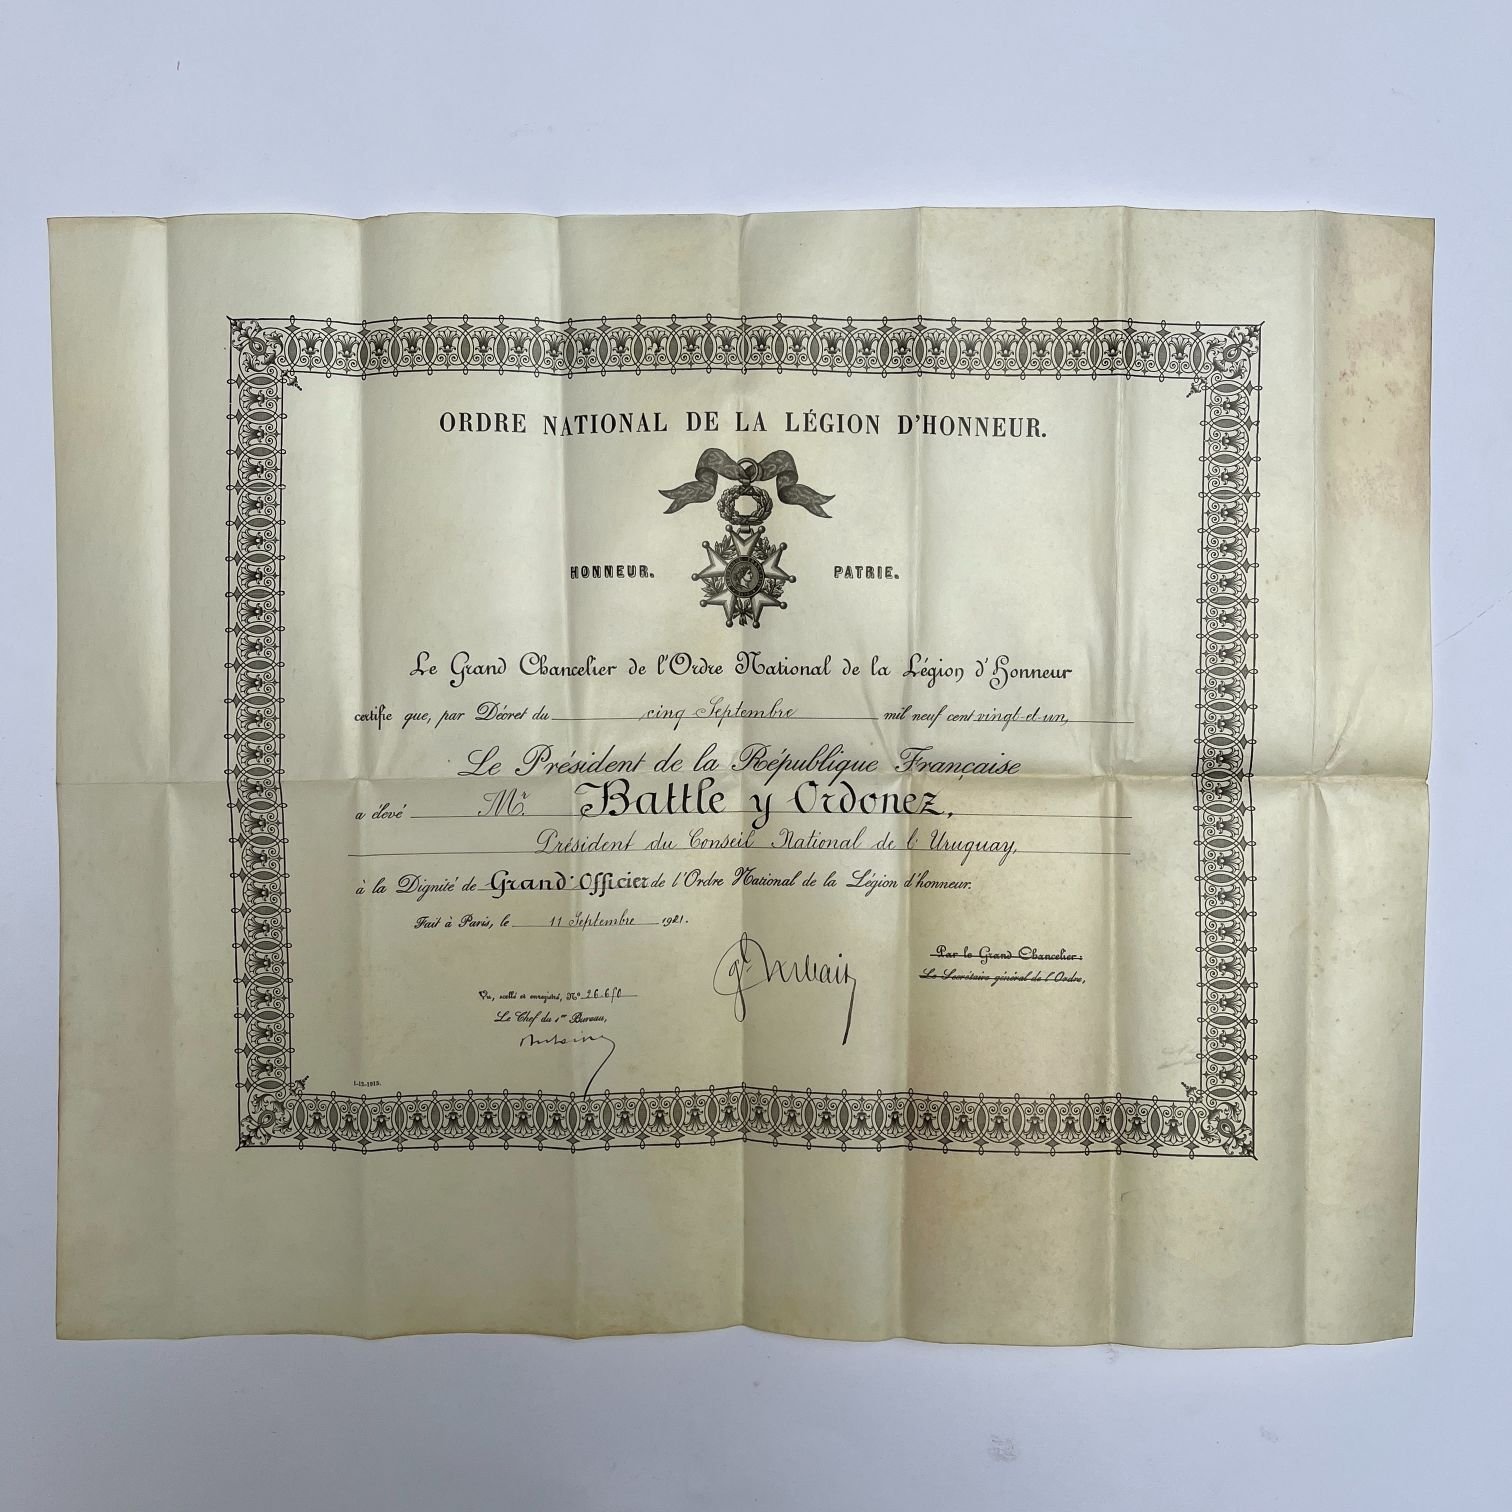 ORDRE NATIONAL DE LA LÉGION D'HONNEUR.
HONNEUR. PATRIE.
Le Grand Chancelier de l'Ordre National de la Légion d'Honneur
certifie que, par Décret du cinq Septembre mil neuf cent vingt-et-un,
Le Président de la République Française
a élevé Mr. Battle y Ordonez,
Président du Conseil National de l' Uruguay,
à la Dignité de Grand'Officier de l'Ordre National de la Légion d'honneur.
Fait à Paris, le 11 Septembre 1921.
Par le Grand Chancelier:
Le Secrétaire général de l'Ordre,
Vu, scellé et enregistré, N°
Le Chef du 1er Bureau,
1-12-1915.